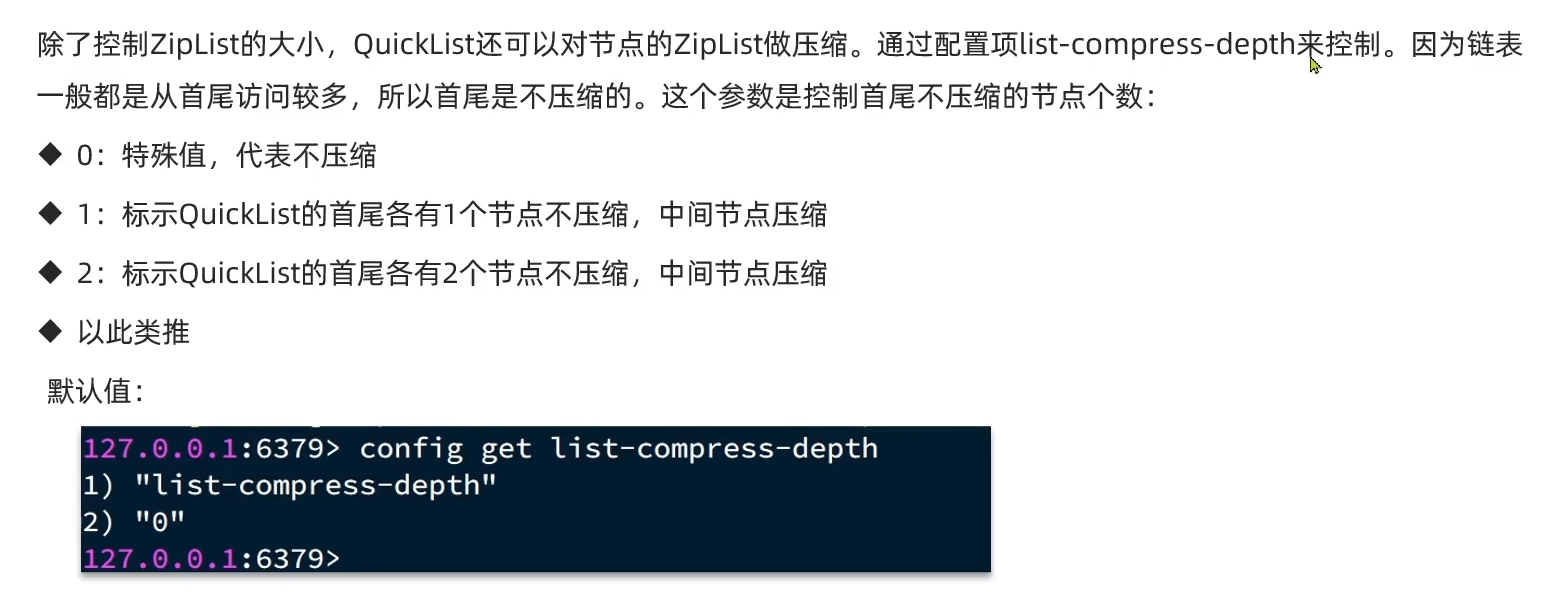 除了控制ZipList的大小，QuickList还可以对节点的ZipList做压缩。通过配置项list-compress-depth来控制。因为链表
一般都是从首尾访问较多，所以首尾是不压缩的。这个参数是控制首尾不压缩的节点个数：
◆ 0：特殊值，代表不压缩
◆ 1：标示QuickList的首尾各有1个节点不压缩，中间节点压缩
◆ 2：标示QuickList的首尾各有2个节点不压缩，中间节点压缩
◆ 以此类推
默认值：
127.0.0.1:6379> config get list-compress-depth
1) "list-compress-depth"
2) "0"
127.0.0.1:6379>